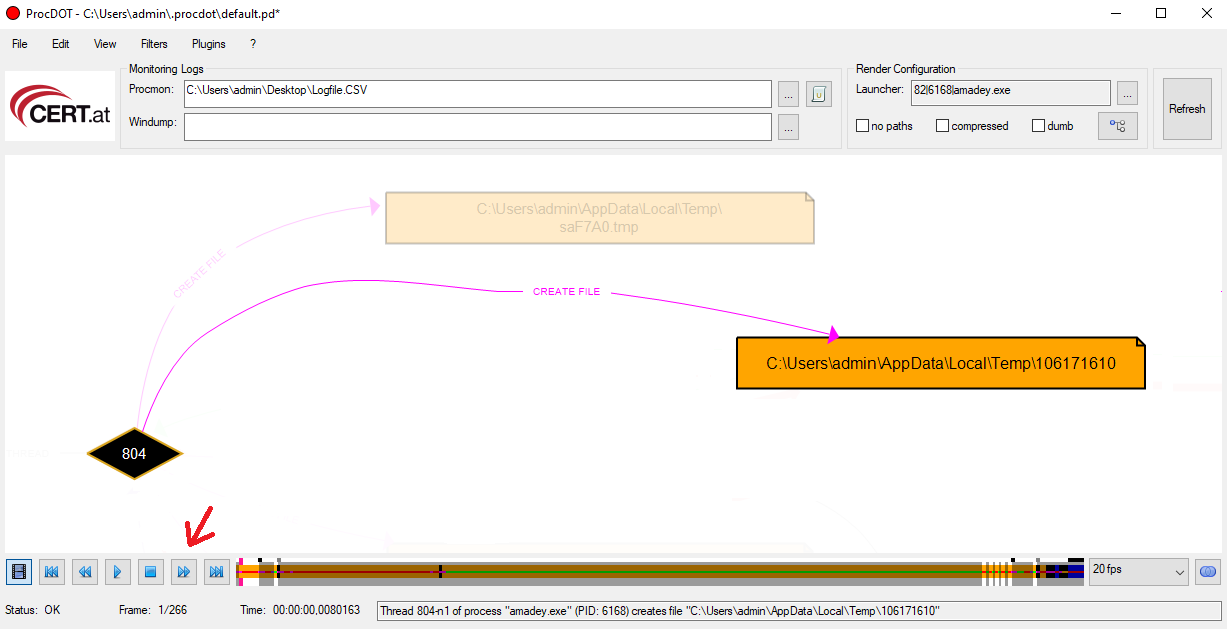 ProcDOT - C:\Users\admin\.procdot\default.pd*
File Edit View Filters Plugins ?
Monitoring Logs
Render Configuration
CERT.at
Procmon: C:\Users\admin\Desktop\Logfile.CSV ...
Launcher: 82|6168|amadey.exe ...
Refresh
Windump: ...
no paths compressed dumb
C:\Users\admin\AppData\Local\Temp\
saF7A0.tmp
CREATE FILE
CREATE FILE
C:\Users\admin\AppData\Local\Temp\106171610
804
20 fps
Status: OK Frame: 1/266 Time: 00:00:00,0080163 Thread 804-n1 of process "amadey.exe" (PID: 6168) creates file "C:\Users\admin\AppData\Local\Temp\106171610"